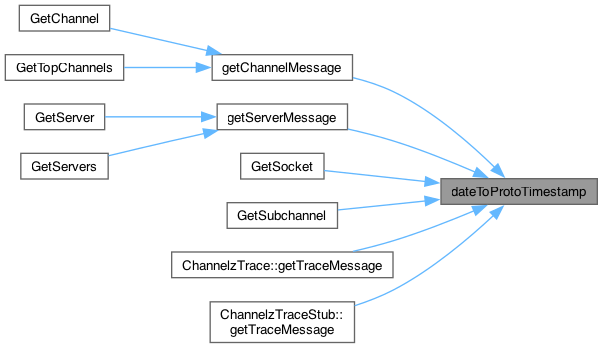 GetChannel
GetTopChannels
getChannelMessage
GetServer
getServerMessage
GetServers
GetSocket
dateToProtoTimestamp
GetSubchannel
ChannelzTrace::getTraceMessage
ChannelzTraceStub::
getTraceMessage